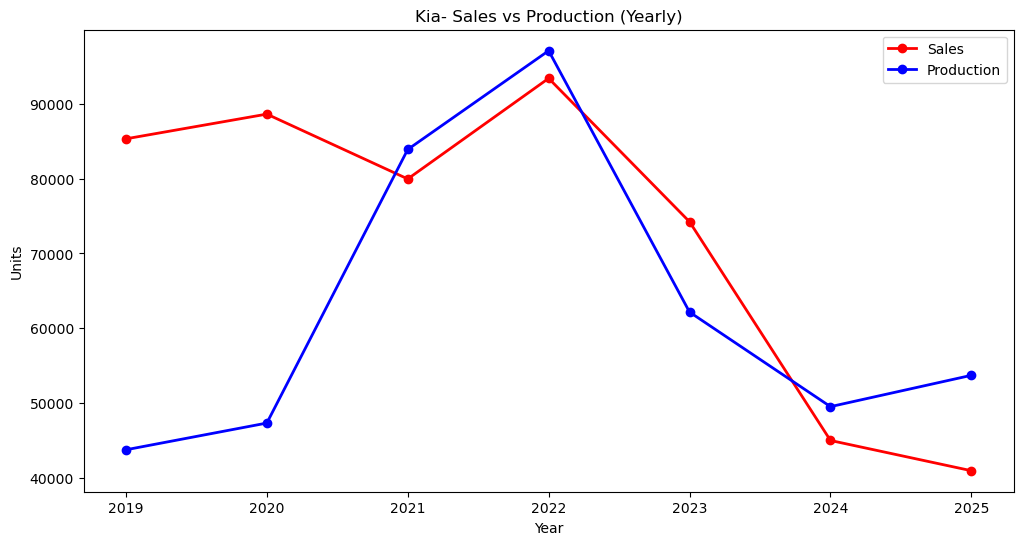 Kia- Sales vs Production (Yearly)
Sales
Production
90000
80000
70000
60000
50000
40000
Units
2019 2020 2021 2022 2023 2024 2025
Year